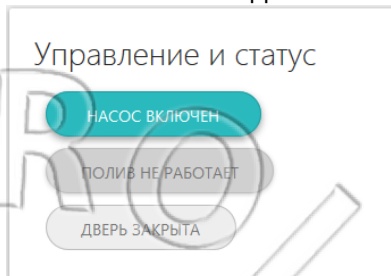 Управление и статус
НАСОС ВКЛЮЧЕН
ПОЛИВ НЕ РАБОТАЕТ
ДВЕРЬ ЗАКРЫТА